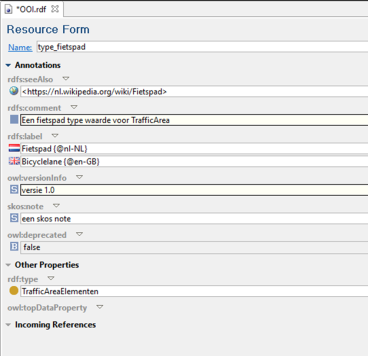 *OOI.rdf
Resource Form
Name: type_fietspad
Annotations
rdfs:seeAlso
<https://nl.wikipedia.org/wiki/Fietspad>
rdfs:comment
Een fietspad type waarde voor TrafficArea
rdfs:label
Fietspad {@nl-NL}
Bicyclelane {@en-GB}
owl:versionInfo
S versie 1.0
skos:note
S een skos note
owl:deprecated
B false
Other Properties
rdf:type
TrafficAreaElementen
owl:topDataProperty
Incoming References